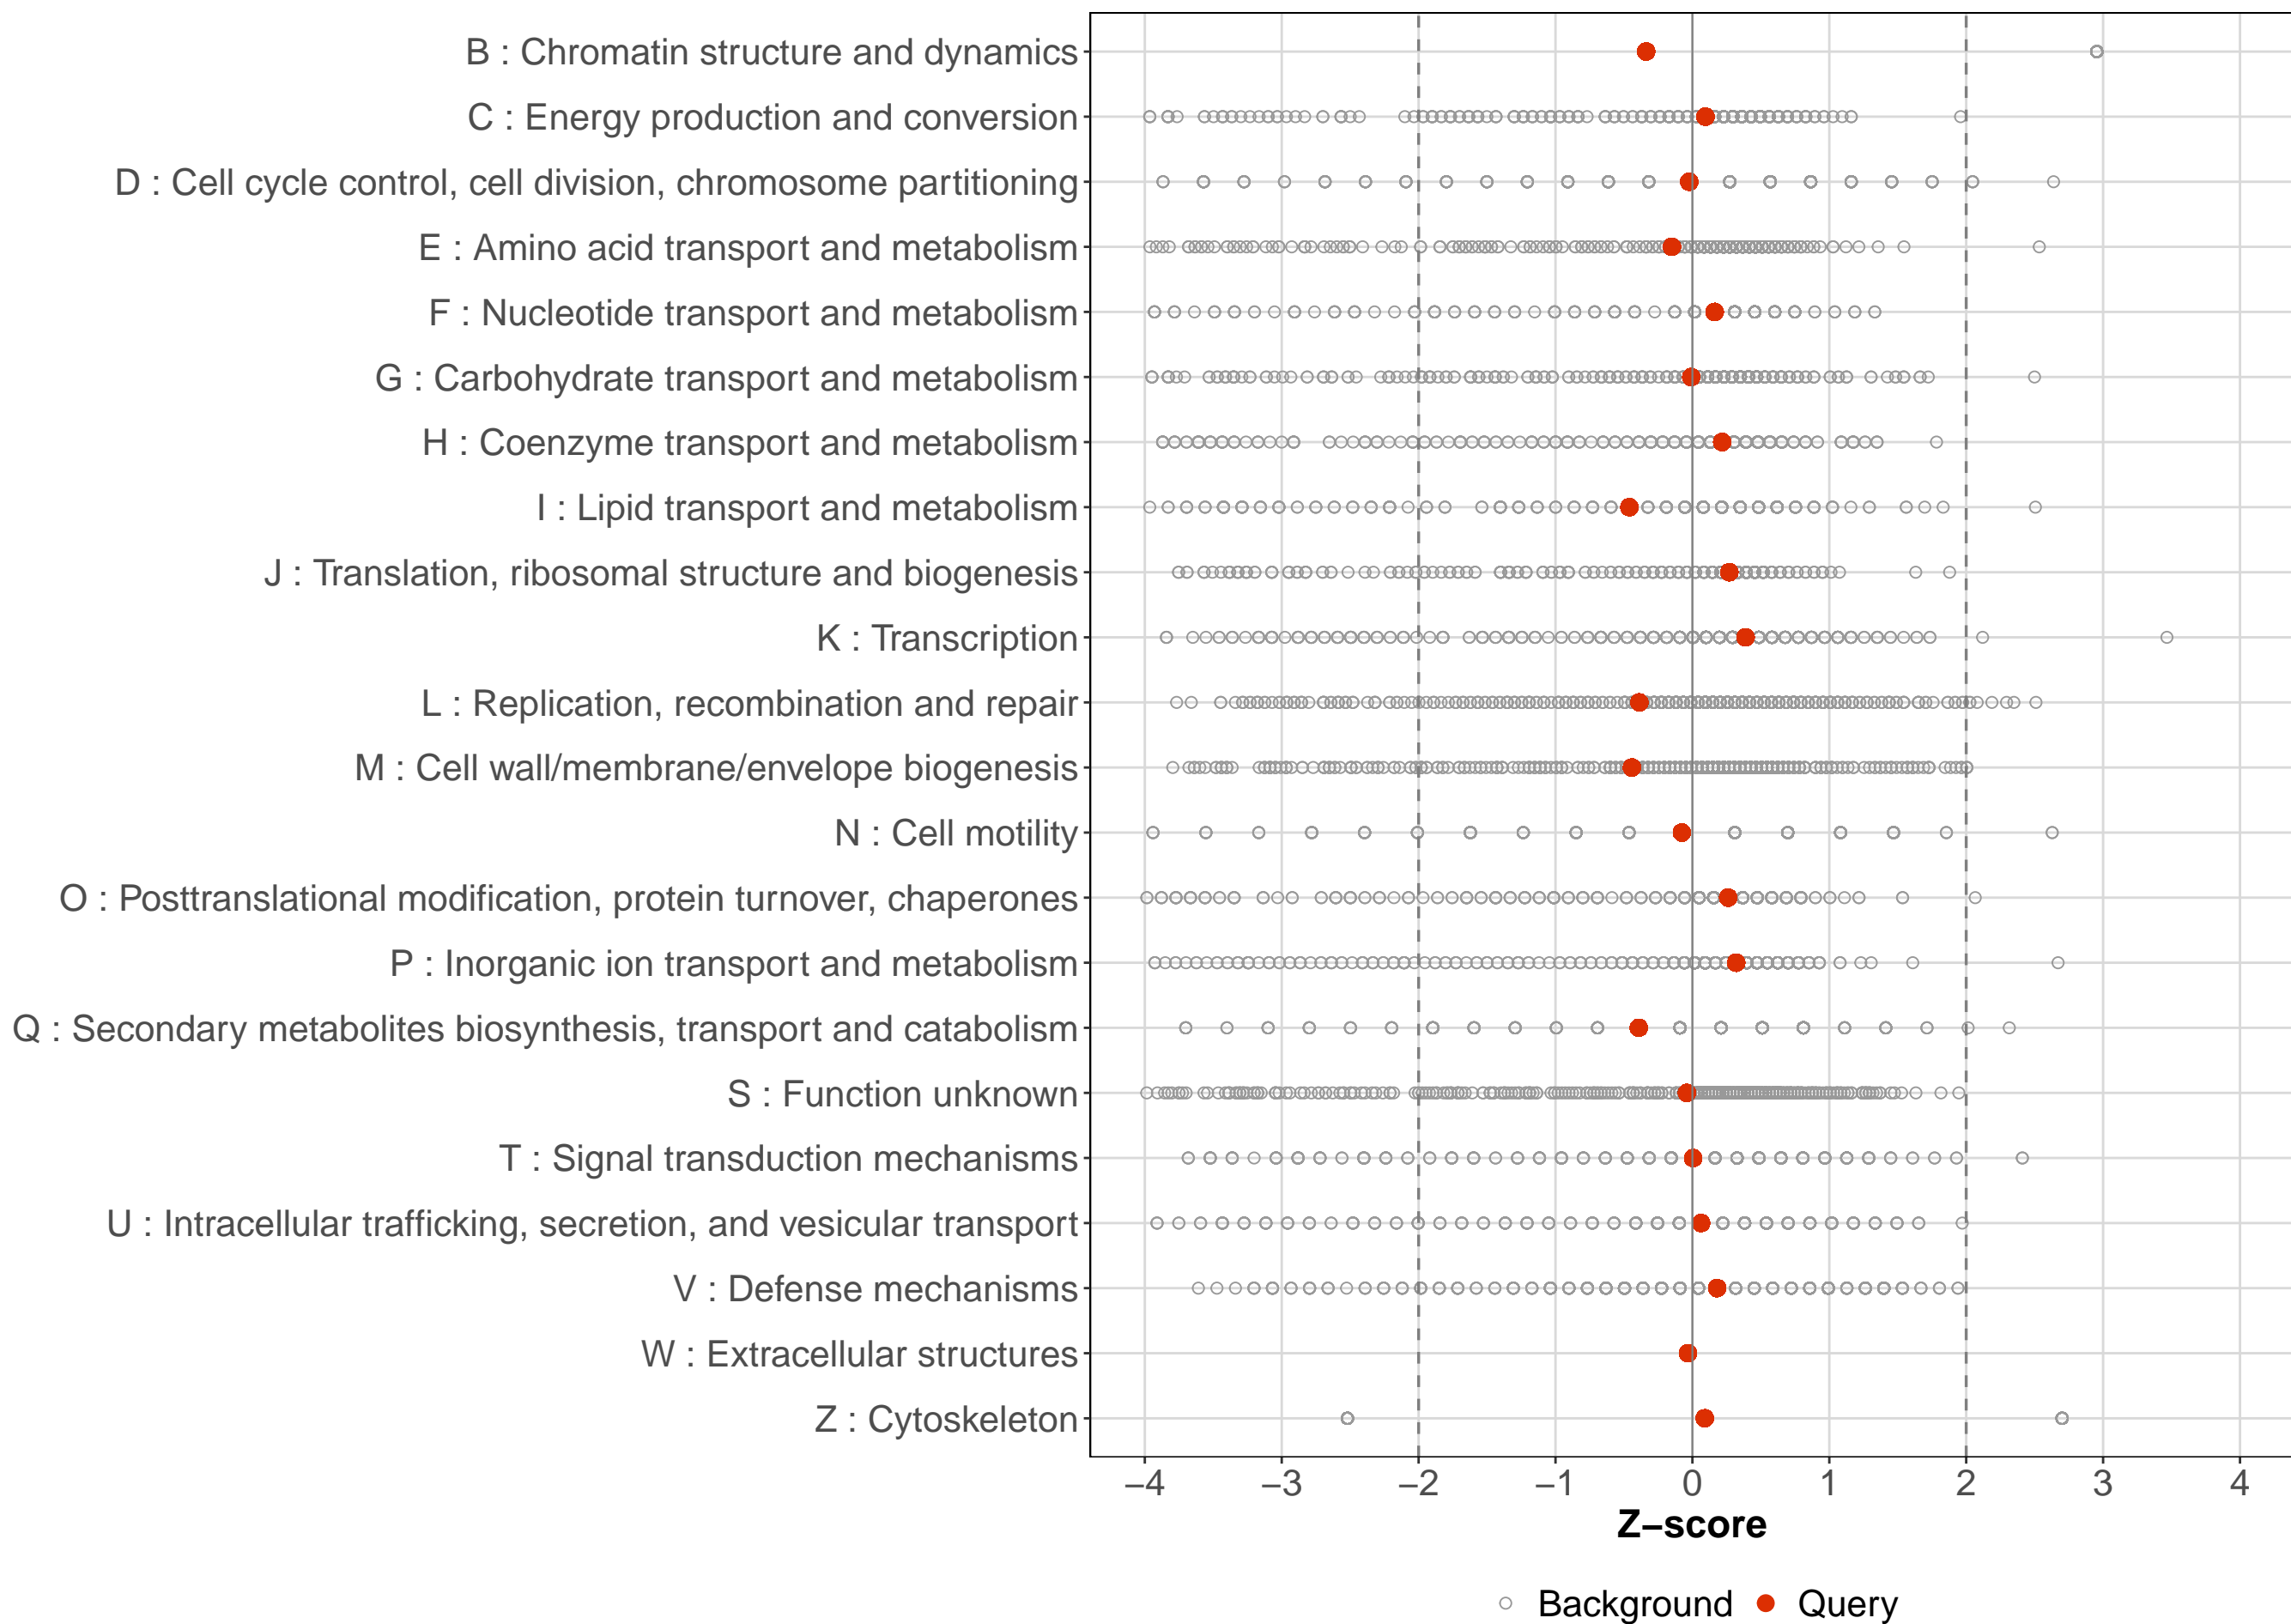 B : Chromatin structure and dynamics
C : Energy production and conversion
D : Cell cycle control, cell division, chromosome partitioning
E : Amino acid transport and metabolism
F : Nucleotide transport and metabolism
G : Carbohydrate transport and metabolism
H : Coenzyme transport and metabolism
I : Lipid transport and metabolism
J : Translation, ribosomal structure and biogenesis
K : Transcription
L : Replication, recombination and repair
M : Cell wall/membrane/envelope biogenesis
N : Cell motility
O : Posttranslational modification, protein turnover, chaperones
P : Inorganic ion transport and metabolism
Q : Secondary metabolites biosynthesis, transport and catabolism
S : Function unknown
T : Signal transduction mechanisms
U : Intracellular trafficking, secretion, and vesicular transport
V : Defense mechanisms
W : Extracellular structures
Z : Cytoskeleton
−4 −3 −2 −1 0 1 2 3 4
Z−score
Background Query